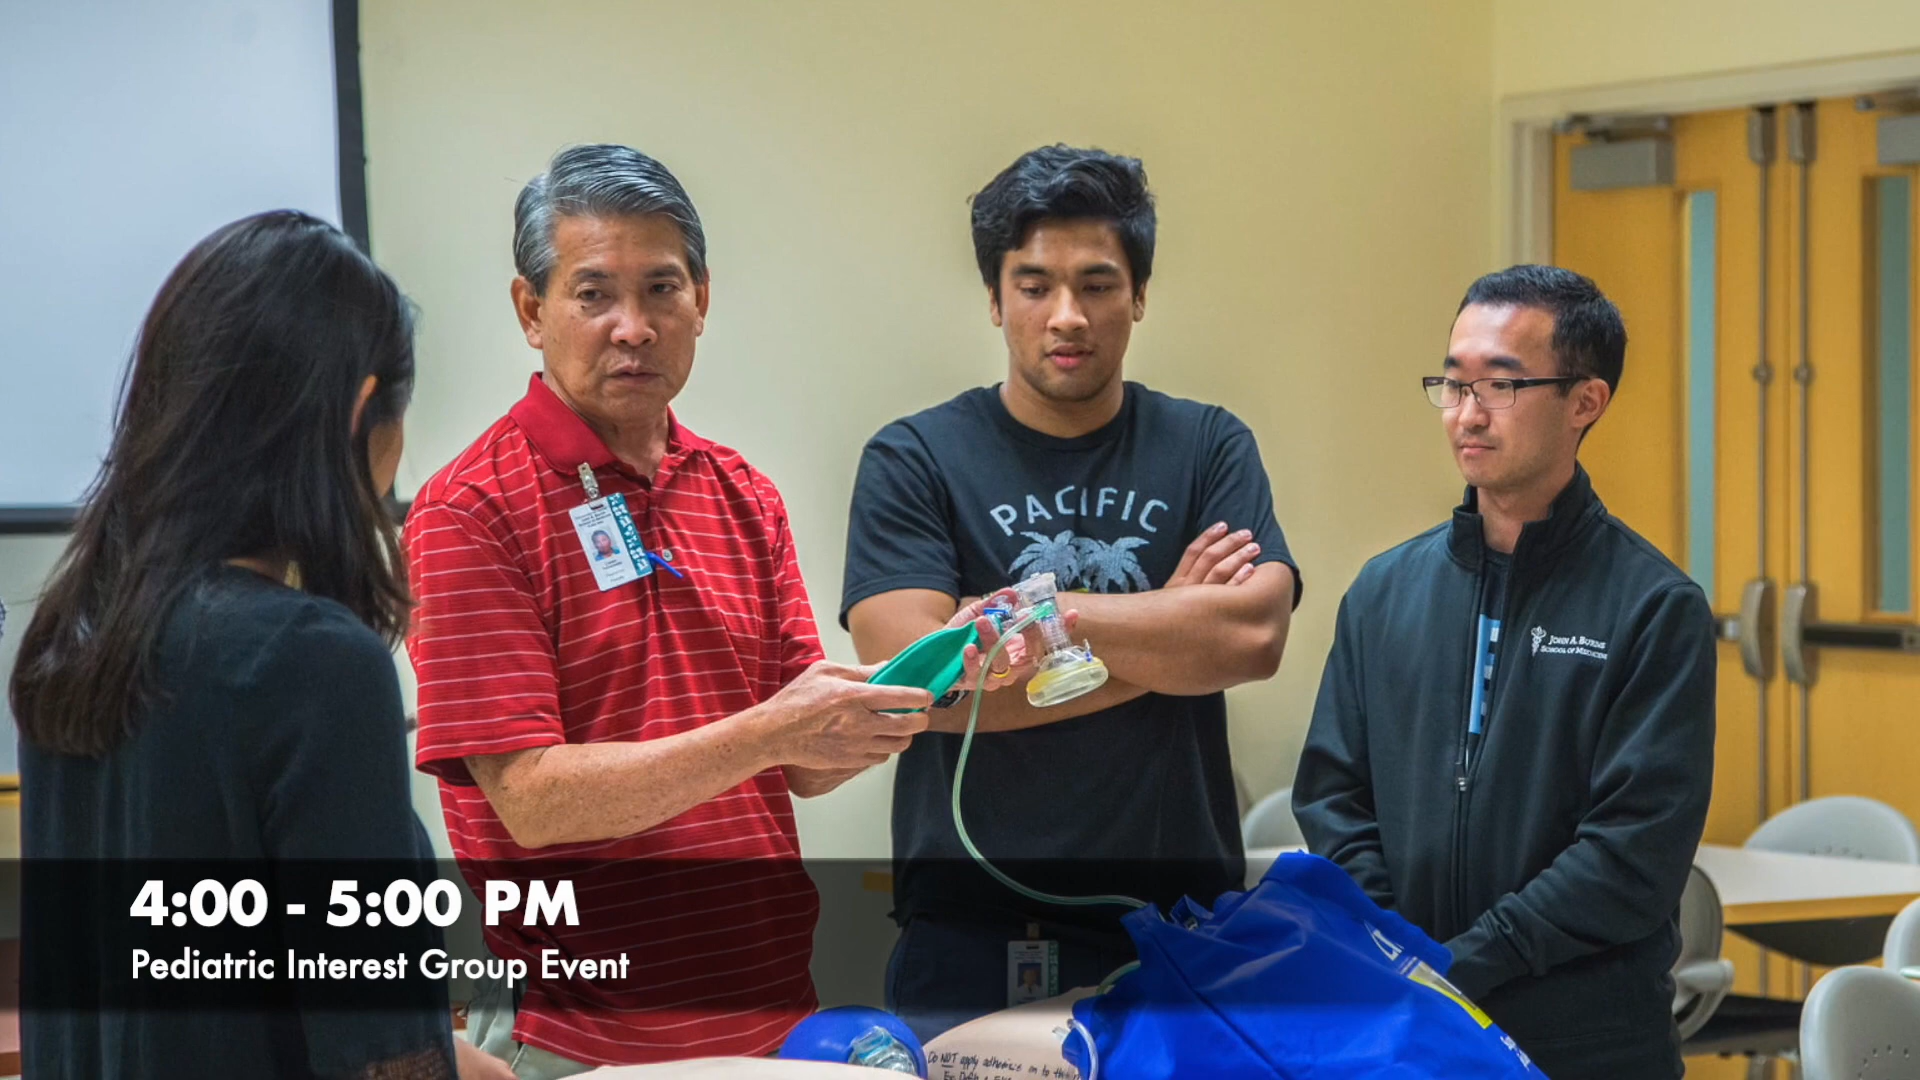 PACIFIC
JOHN A. BURNS
SCHOOL OF MEDICINE
4:00 - 5:00 PM
Pediatric Interest Group Event
Do NOT apply adhesives on to this